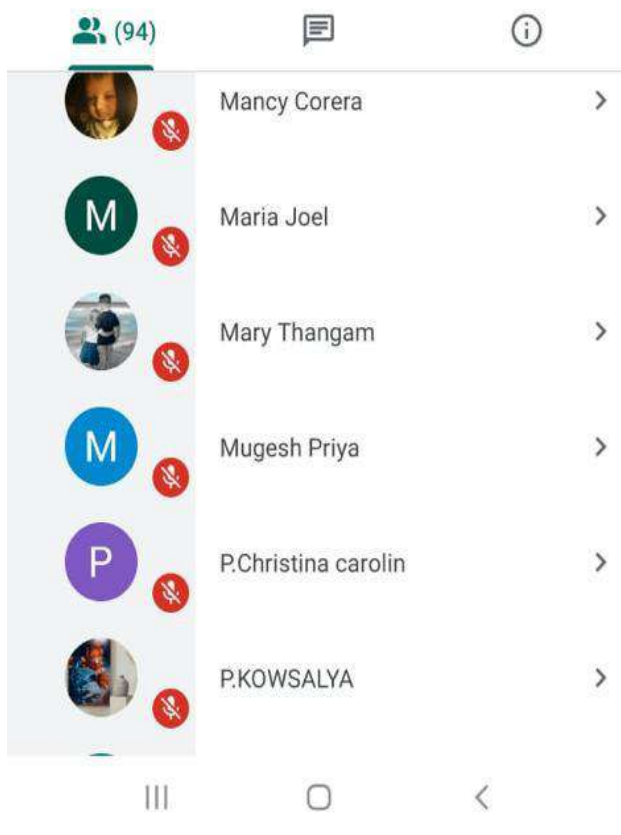 (94)
Mancy Corera
M
Maria Joel
Mary Thangam
M
Mugesh Priya
P
P.Christina carolin
P.KOWSALYA